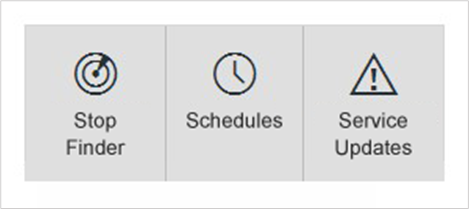 Stop
Finder
Schedules
Service
Updates